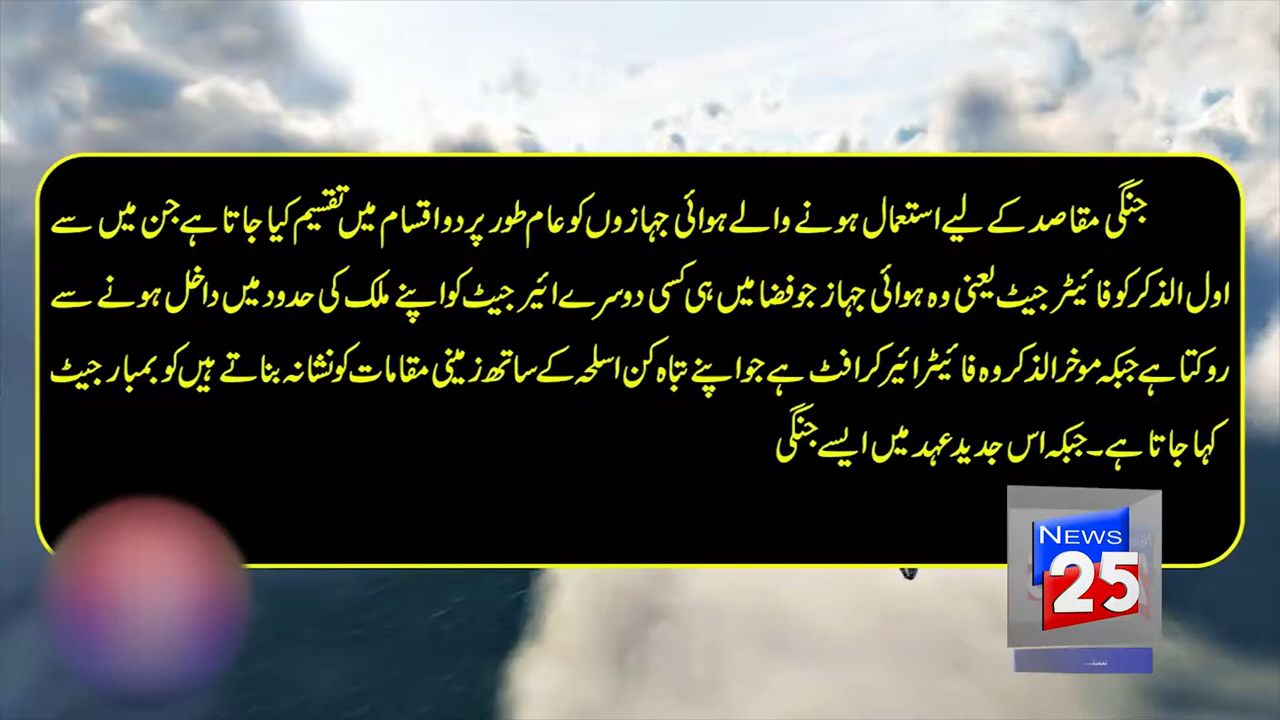 جنگی مقاصد کے لیے استعمال ہونے والے ہوائی جہازوں کو عام طور پر دو اقسام میں تقسیم کیا جاتا ہے جن میں سے
اول الذکر کو فائیٹر جیٹ یعنی وہ ہوائی جہاز جو فضا میں ہی کسی دوسرے ائیر جیٹ کو اپنے ملک کی حدود میں داخل ہونے سے
روکتا ہے جبکہ موخر الذکر وہ فائیٹر ائیر کرافٹ ہے جو اپنے تباہ کن اسلحہ کے ساتھ زمینی مقامات کو نشانہ بناتے ہیں کو بمبار جیٹ
کہا جاتا ہے۔ جبکہ اس جدید عہد میں ایسے جنگی
NEWS
25